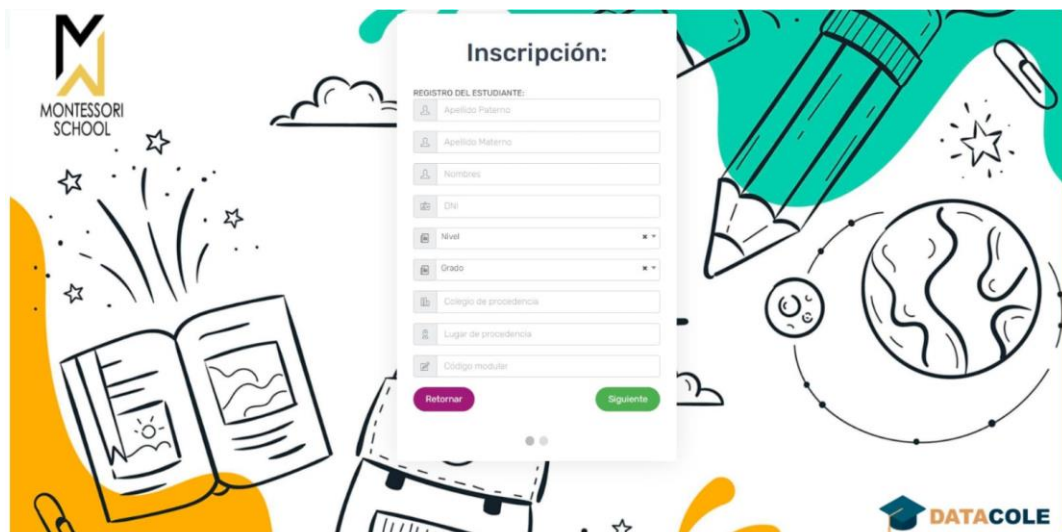 MONTESSORI
SCHOOL
Inscripción:
REGISTRO DEL ESTUDIANTE:
Apellido Paterno
Apellido Materno
Nombres
DNI
Nivel
Grado
Colegio de procedencia
Lugar de procedencia
Código modular
Retornar
Siguiente
DATACOLE